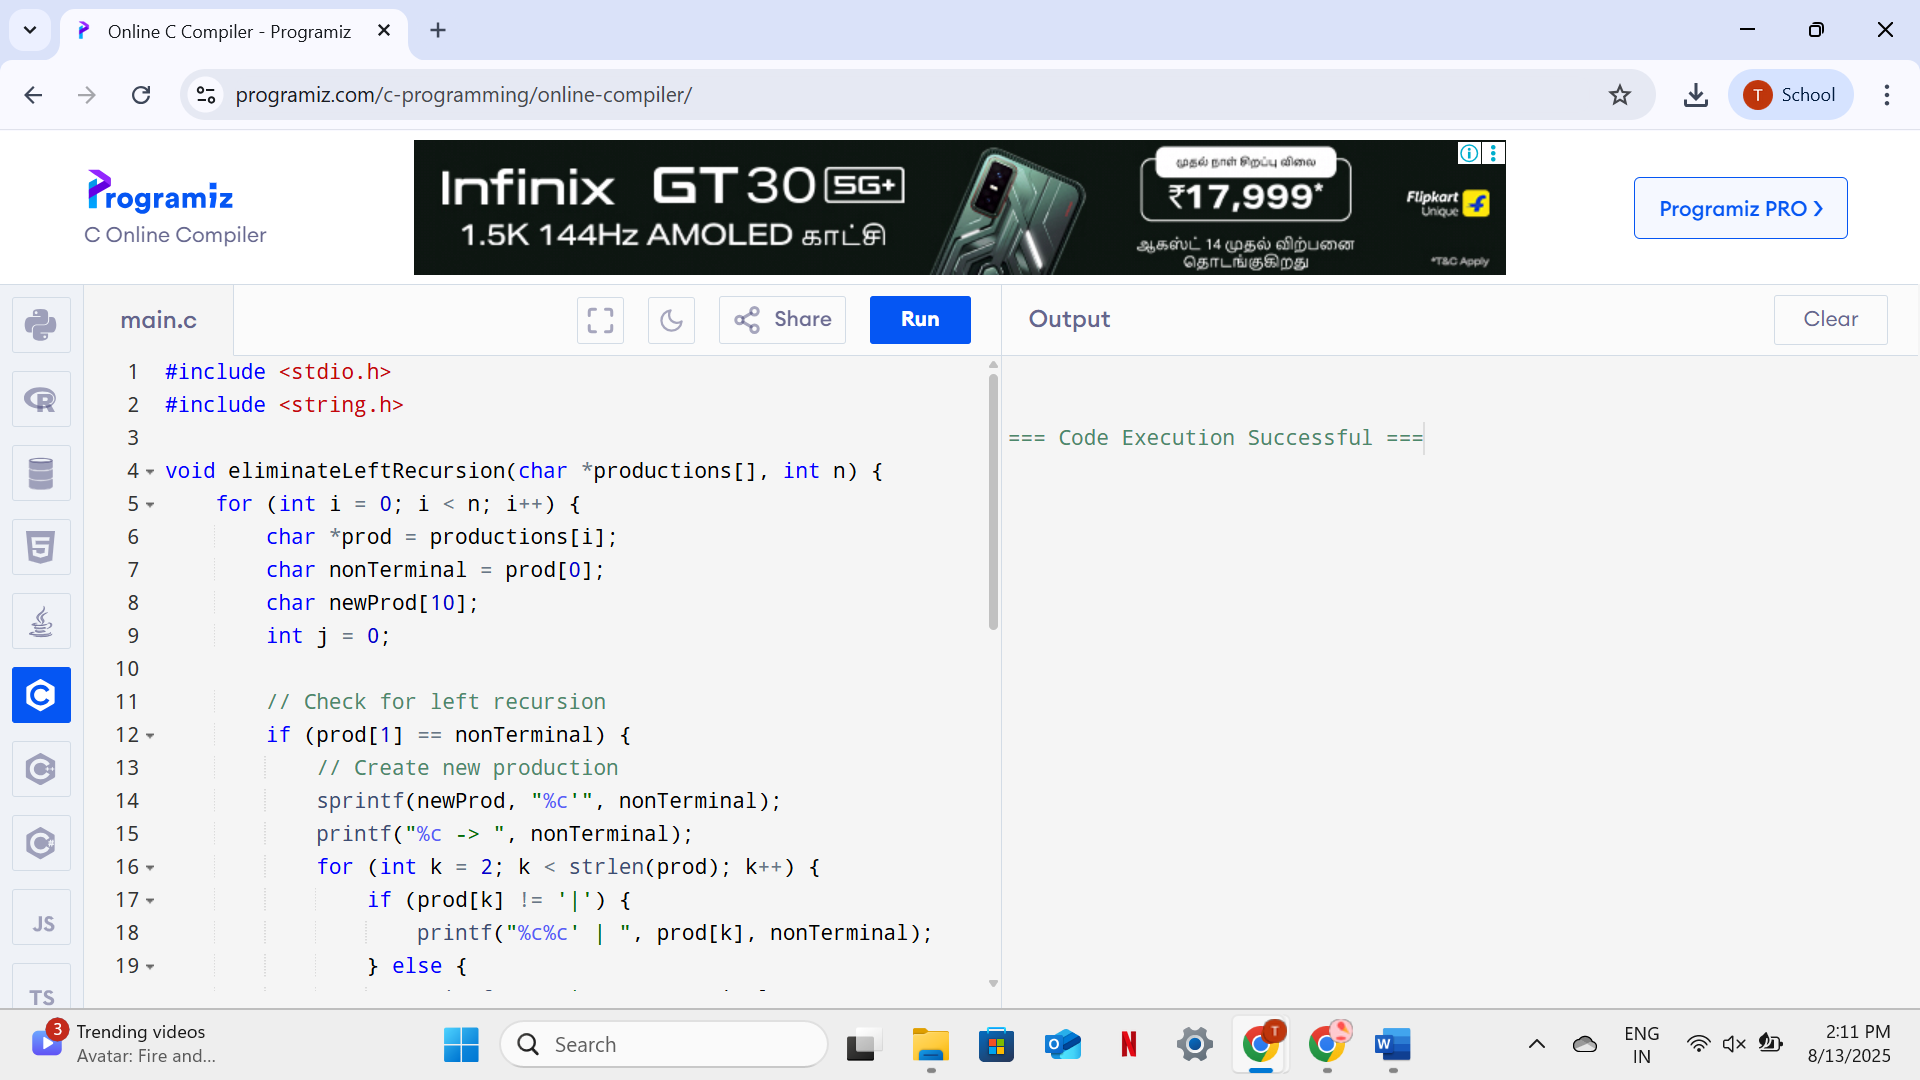 Online C Compiler - Programiz
programiz.com/c-programming/online-compiler/
T School
Programiz
C Online Compiler
Infinix GT 30 5G+
1.5K 144Hz AMOLED காட்சி
முதல் நாள் சிறப்பு விலை
₹17,999*
ஆகஸ்ட் 14 முதல் விற்பனை
தொடங்குகிறது
Flipkart
Unique
*T&C Apply
Programiz PRO ❯
main.c
Share
Run
Output
Clear
1 #include <stdio.h>
2 #include <string.h>
3
4 void eliminateLeftRecursion(char *productions[], int n) {
5 for (int i = 0; i < n; i++) {
6 char *prod = productions[i];
7 char nonTerminal = prod[0];
8 char newProd[10];
9 int j = 0;
10
11 // Check for left recursion
12 if (prod[1] == nonTerminal) {
13 // Create new production
14 sprintf(newProd, "%c'", nonTerminal);
15 printf("%c -> ", nonTerminal);
16 for (int k = 2; k < strlen(prod); k++) {
17 if (prod[k] != '|') {
18 printf("%c%c' | ", prod[k], nonTerminal);
19 } else {
=== Code Execution Successful ===
JS
TS
3
Trending videos
Avatar: Fire and...
Search
T
ENG
IN
2:11 PM
8/13/2025